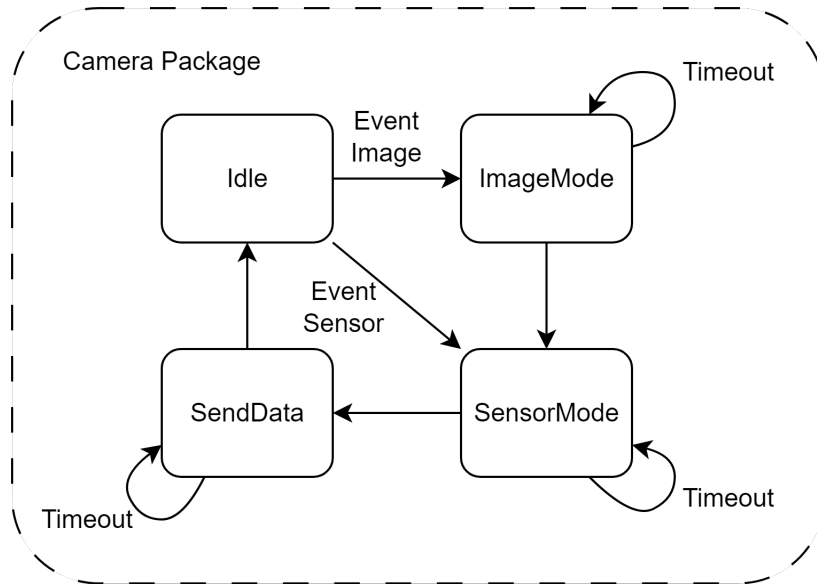 Camera Package
Timeout
Event
Image
Idle
ImageMode
Event
Sensor
SendData
SensorMode
Timeout
Timeout